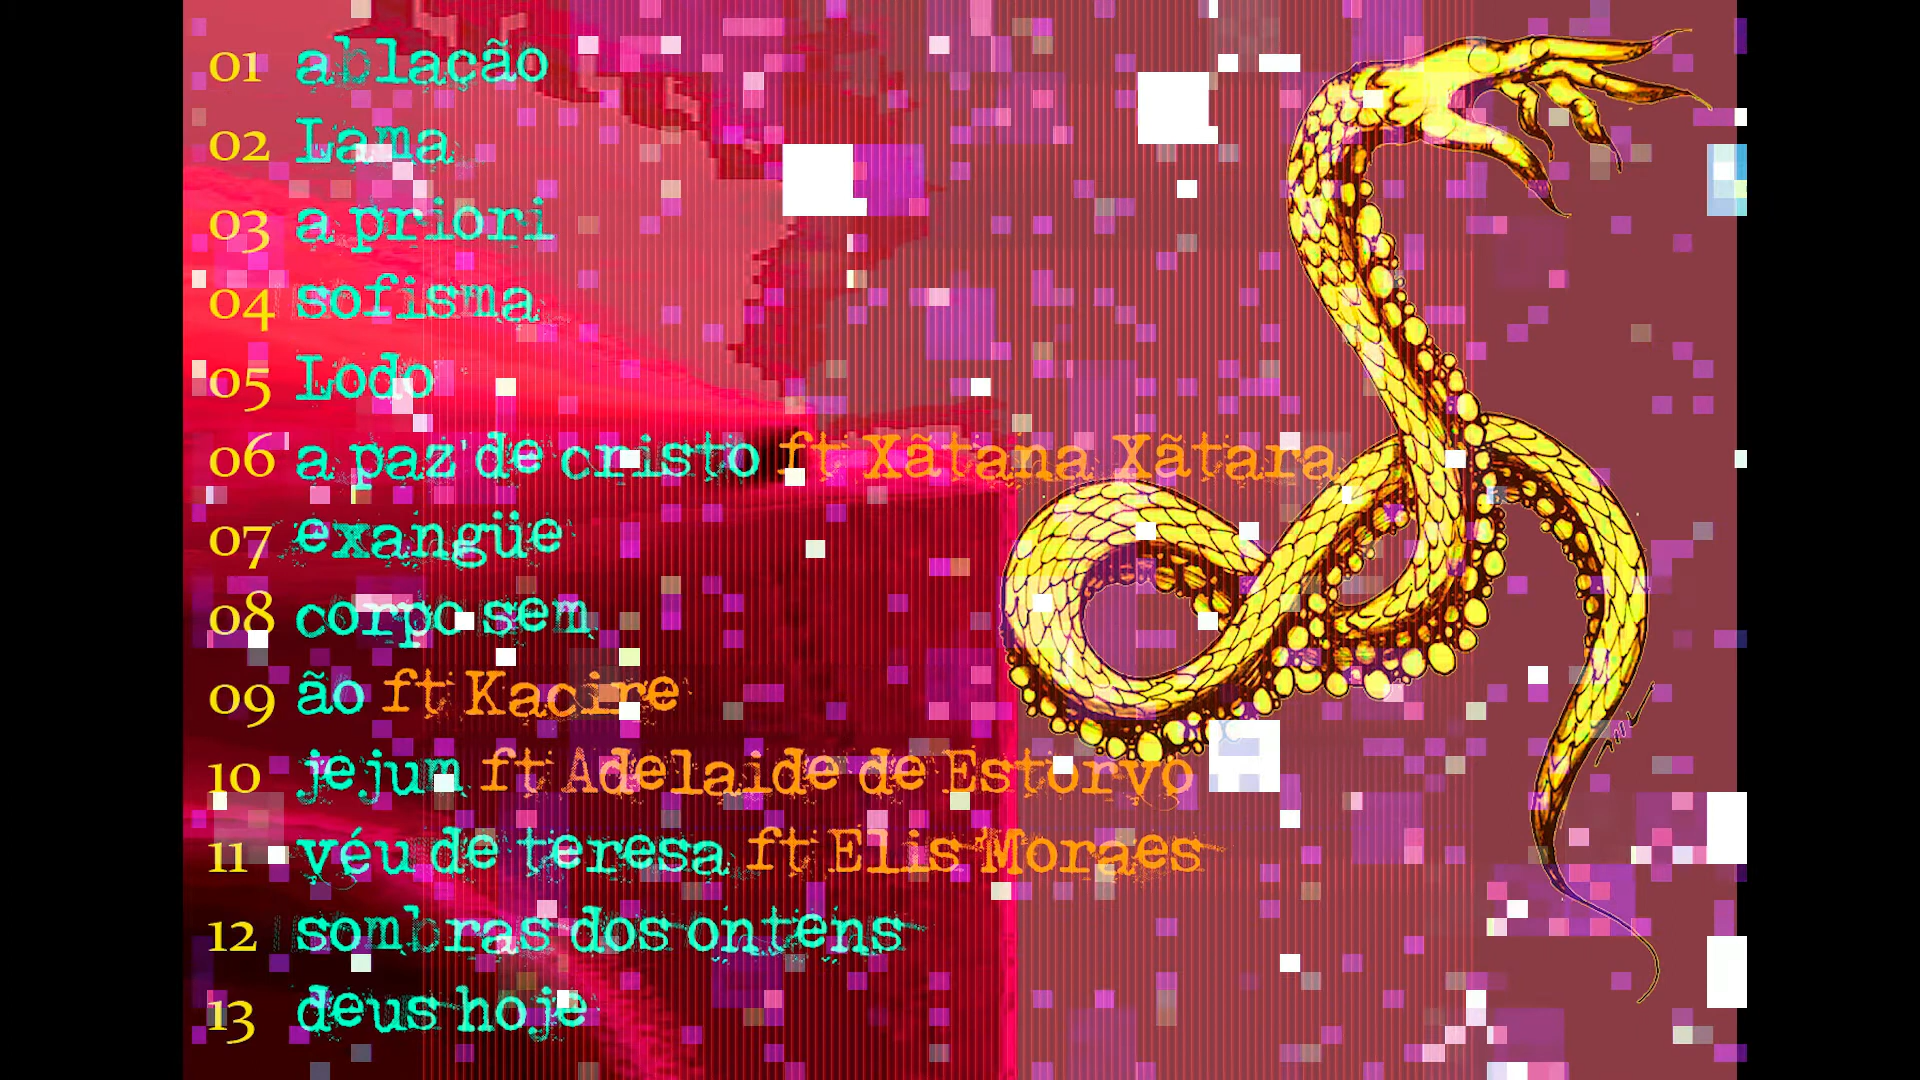 01 ablação
02 Lama
03 a priori
04 sofisma
05 Lodo
06 a paz de cristo ft Xãtana Xãtara
07 exangüe
08 corpo sem
09 ão ft Kacire
10 jejum ft Adelaide de Estorvo
11 véu de teresa ft Elis Moraes
12 sombras dos ontens
13 deus hoje